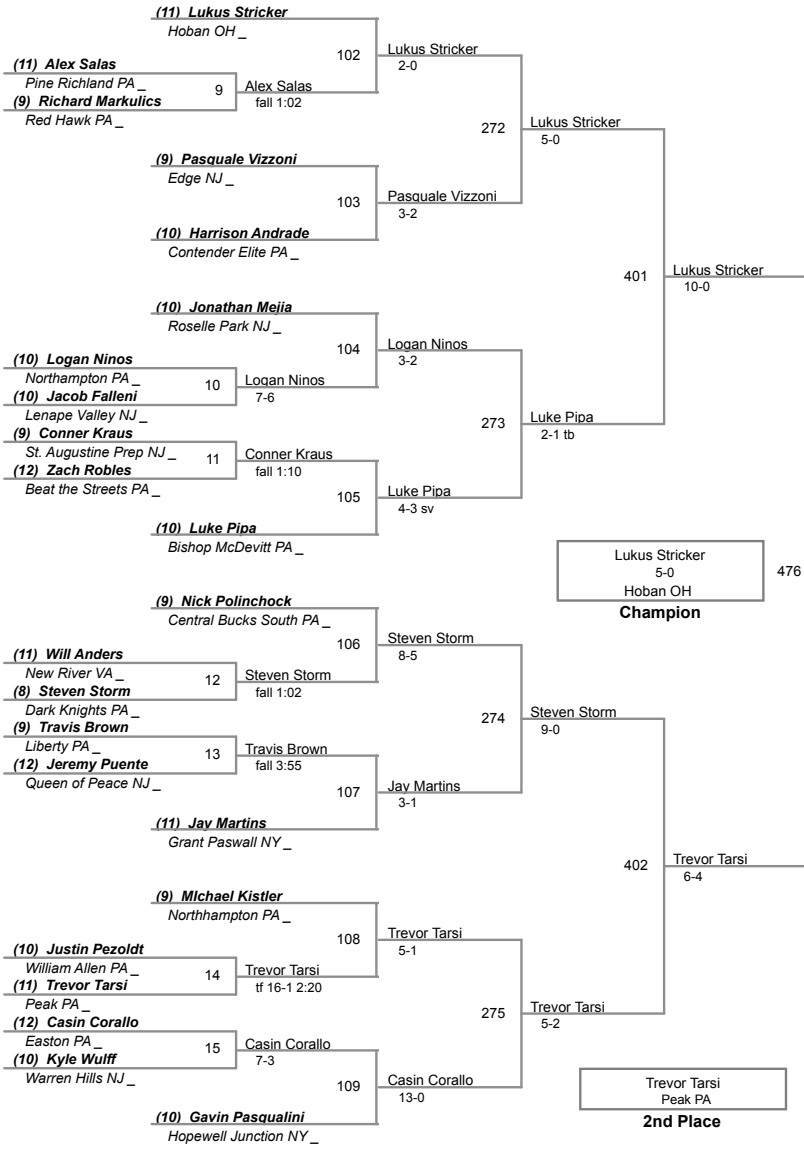 (11) Lukus Stricker
Hoban OH _
102
Lukus Stricker
2-0
(11) Alex Salas
Pine Richland PA _
9
Alex Salas
fall 1:02
(9) Richard Markulics
Red Hawk PA _
272
Lukus Stricker
5-0
(9) Pasquale Vizzoni
Edge NJ _
103
Pasquale Vizzoni
3-2
(10) Harrison Andrade
Contender Elite PA _
401
Lukus Stricker
10-0
(10) Jonathan Mejia
Roselle Park NJ _
104
Logan Ninos
3-2
(10) Logan Ninos
Northampton PA _
10
Logan Ninos
7-6
(10) Jacob Falleni
Lenape Valley NJ _
273
Luke Pipa
2-1 tb
(9) Conner Kraus
St. Augustine Prep NJ _
11
Conner Kraus
fall 1:10
(12) Zach Robles
Beat the Streets PA _
105
Luke Pipa
4-3 sv
(10) Luke Pipa
Bishop McDevitt PA _
Lukus Stricker
5-0
Hoban OH
476
Champion
(9) Nick Polinchock
Central Bucks South PA _
106
Steven Storm
8-5
(11) Will Anders
New River VA _
12
Steven Storm
fall 1:02
(8) Steven Storm
Dark Knights PA _
274
Steven Storm
9-0
(9) Travis Brown
Liberty PA _
13
Travis Brown
fall 3:55
(12) Jeremy Puente
Queen of Peace NJ _
107
Jay Martins
3-1
(11) Jay Martins
Grant Paswall NY _
402
Trevor Tarsi
6-4
(9) MIchael Kistler
Northhampton PA _
108
Trevor Tarsi
5-1
(10) Justin Pezoldt
William Allen PA _
14
Trevor Tarsi
tf 16-1 2:20
(11) Trevor Tarsi
Peak PA _
275
Trevor Tarsi
5-2
(12) Casin Corallo
Easton PA _
15
Casin Corallo
7-3
(10) Kyle Wulff
Warren Hills NJ _
109
Casin Corallo
13-0
(10) Gavin Pasqualini
Hopewell Junction NY _
Trevor Tarsi
Peak PA
2nd Place